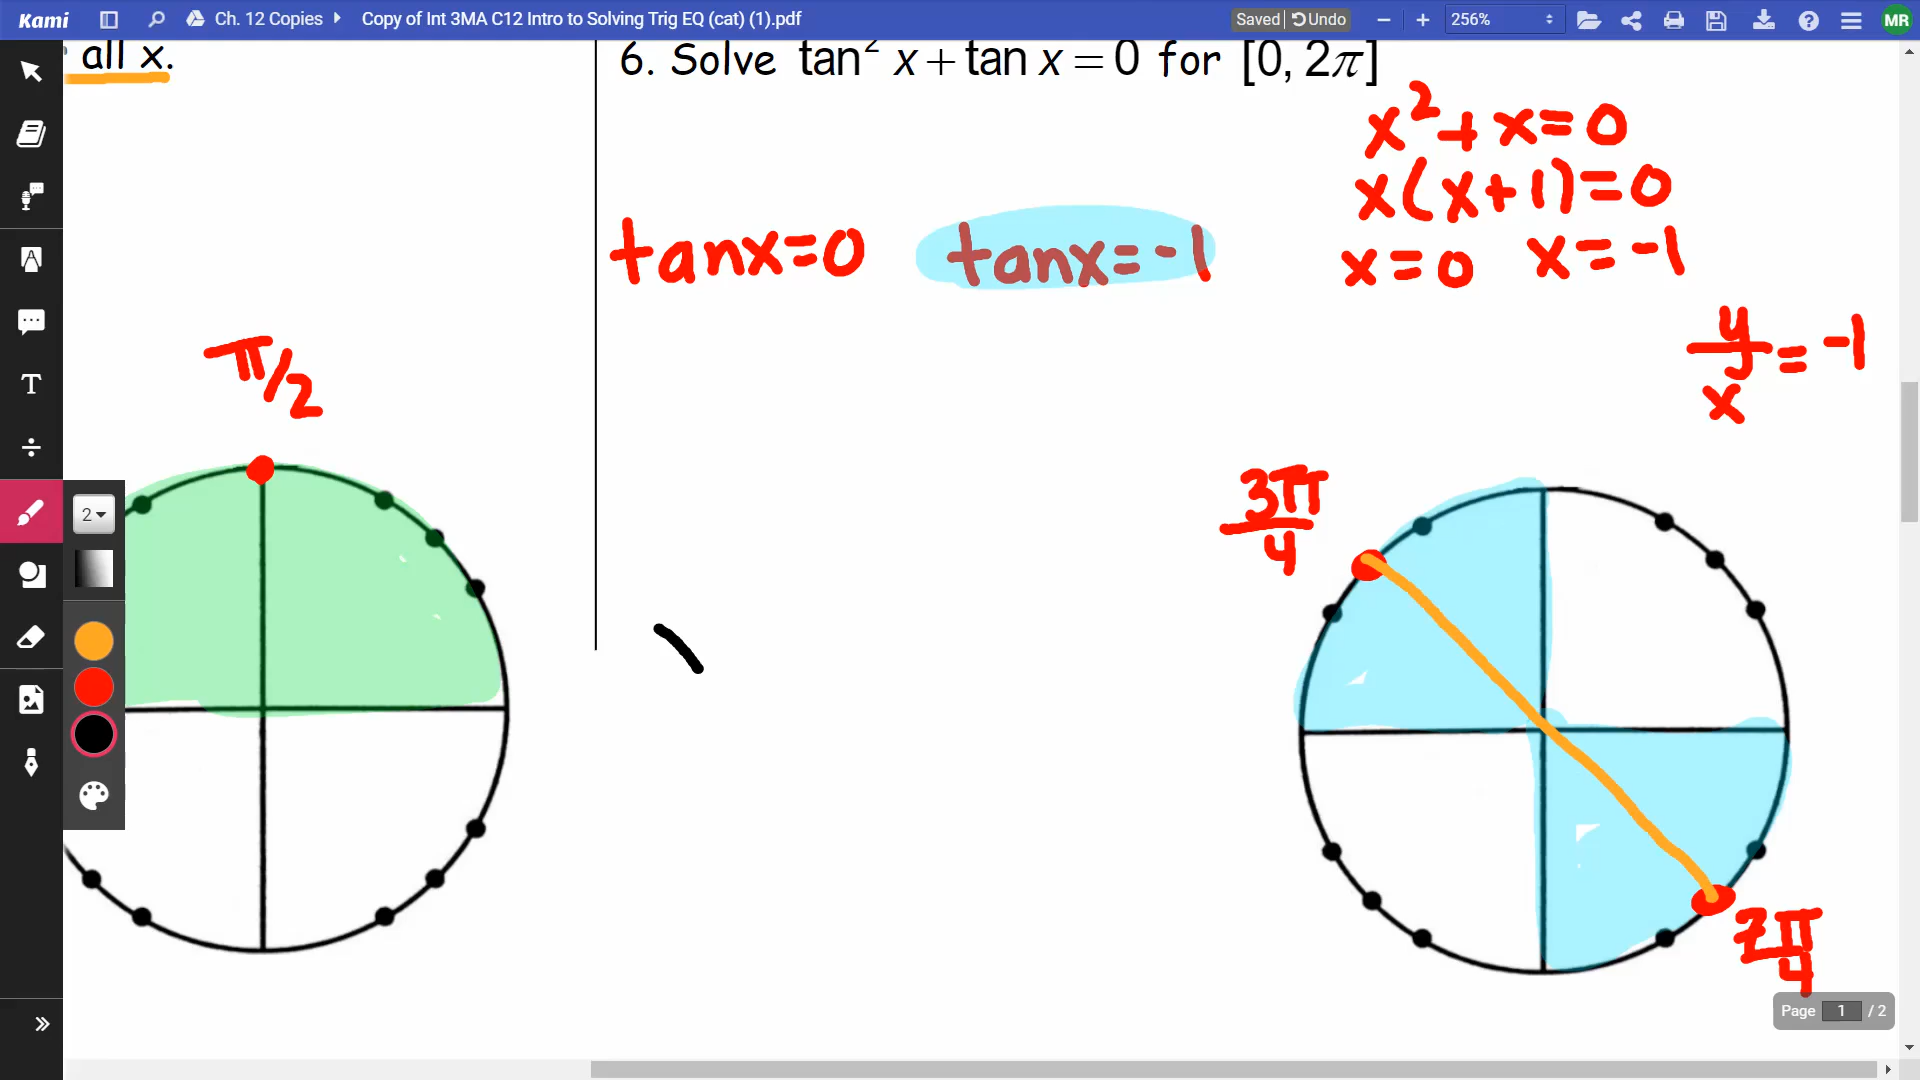 Kami Ch. 12 Copies Copy of Int 3MA C12 Intro to Solving Trig EQ (cat) (1).pdf Saved Undo 256% MR
all x.
6. Solve tan² x + tan x = 0 for [0, 2π]
x² + x = 0
x(x+1) = 0
x = 0 x = -1
tanx=0 tanx=-1
y/x = -1
π/2
3π/4
7π/4
T
2
Page 1 / 2